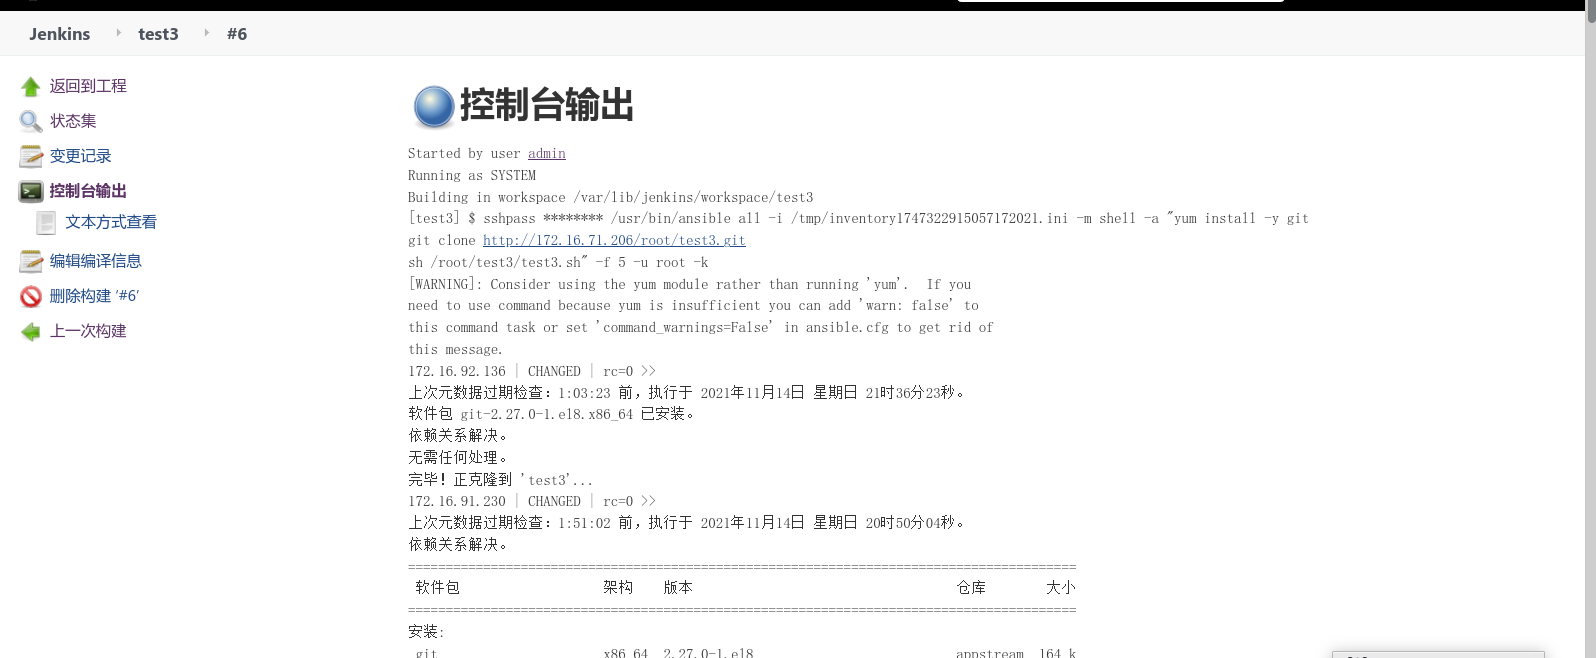 Jenkins test3 #6
返回到工程
状态集
变更记录
控制台输出
文本方式查看
编辑编译信息
删除构建 ‘#6’
上一次构建
控制台输出
Started by user admin
Running as SYSTEM
Building in workspace /var/lib/jenkins/workspace/test3
[test3] $ sshpass ******** /usr/bin/ansible all -i /tmp/inventory1747322915057172021.ini -m shell -a "yum install -y git
git clone http://172.16.71.206/root/test3.git
sh /root/test3/test3.sh" -f 5 -u root -k
[WARNING]: Consider using the yum module rather than running 'yum'.  If you
need to use command because yum is insufficient you can add 'warn: false' to
this command task or set 'command_warnings=False' in ansible.cfg to get rid of
this message.
172.16.92.136 | CHANGED | rc=0 >>
上次元数据过期检查：1:03:23 前，执行于 2021年11月14日 星期日 21时36分23秒。
软件包 git-2.27.0-1.el8.x86_64 已安装。
依赖关系解决。
无需任何处理。
完毕！正克隆到 'test3'...
172.16.91.230 | CHANGED | rc=0 >>
上次元数据过期检查：1:51:02 前，执行于 2021年11月14日 星期日 20时50分04秒。
依赖关系解决。
=========================================================================================
软件包 架构 版本 仓库 大小
=========================================================================================
安装:
git x86_64 2.27.0-1.el8 appstream 164 k